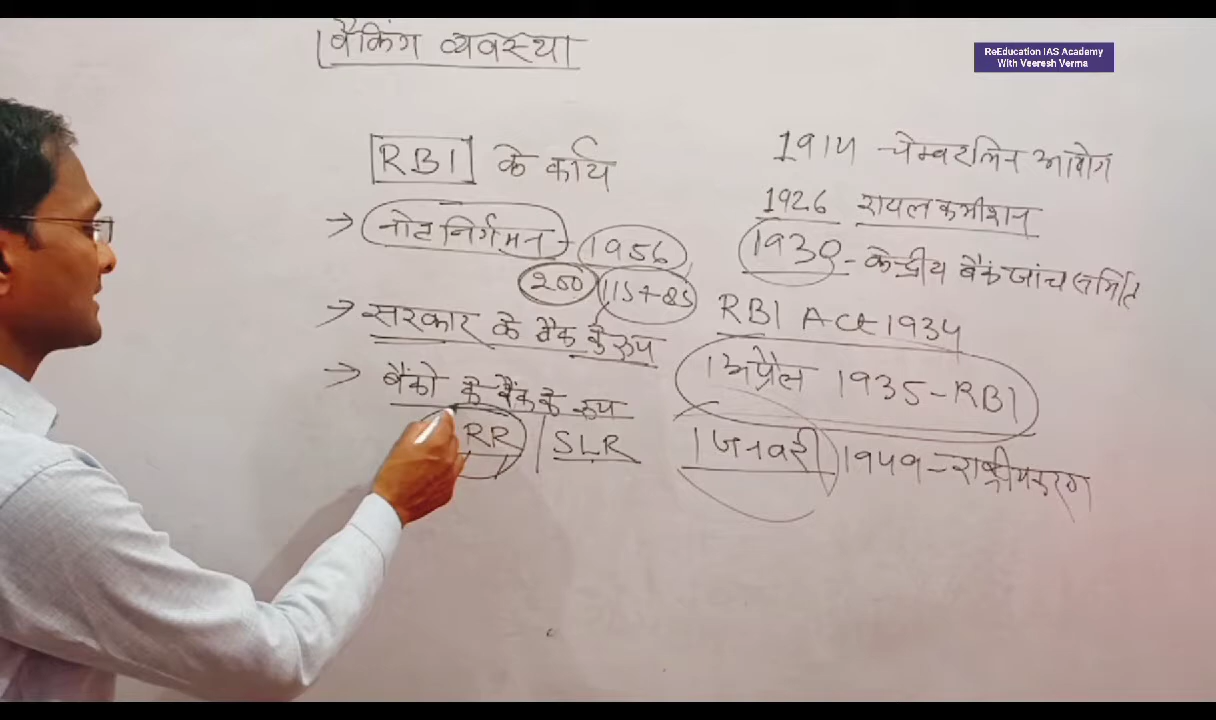 बैंकिंग व्यवस्था
ReEducation IAS Academy
With Veeresh Verma
RBI के कार्य
→ नोट निर्गमन - 1956
200 115+85
→ सरकार के बैंक के रूप
→ बैंको के बैंक के रूप
RR | SLR
1914 - चेम्बरलिन आयोग
1926 रायल कमीशन
1930 - केन्द्रीय बैंक जांच समिति
RBI Act 1934
1 अप्रैल 1935 - RBI
1 जनवरी 1949 - राष्ट्रीयकरण